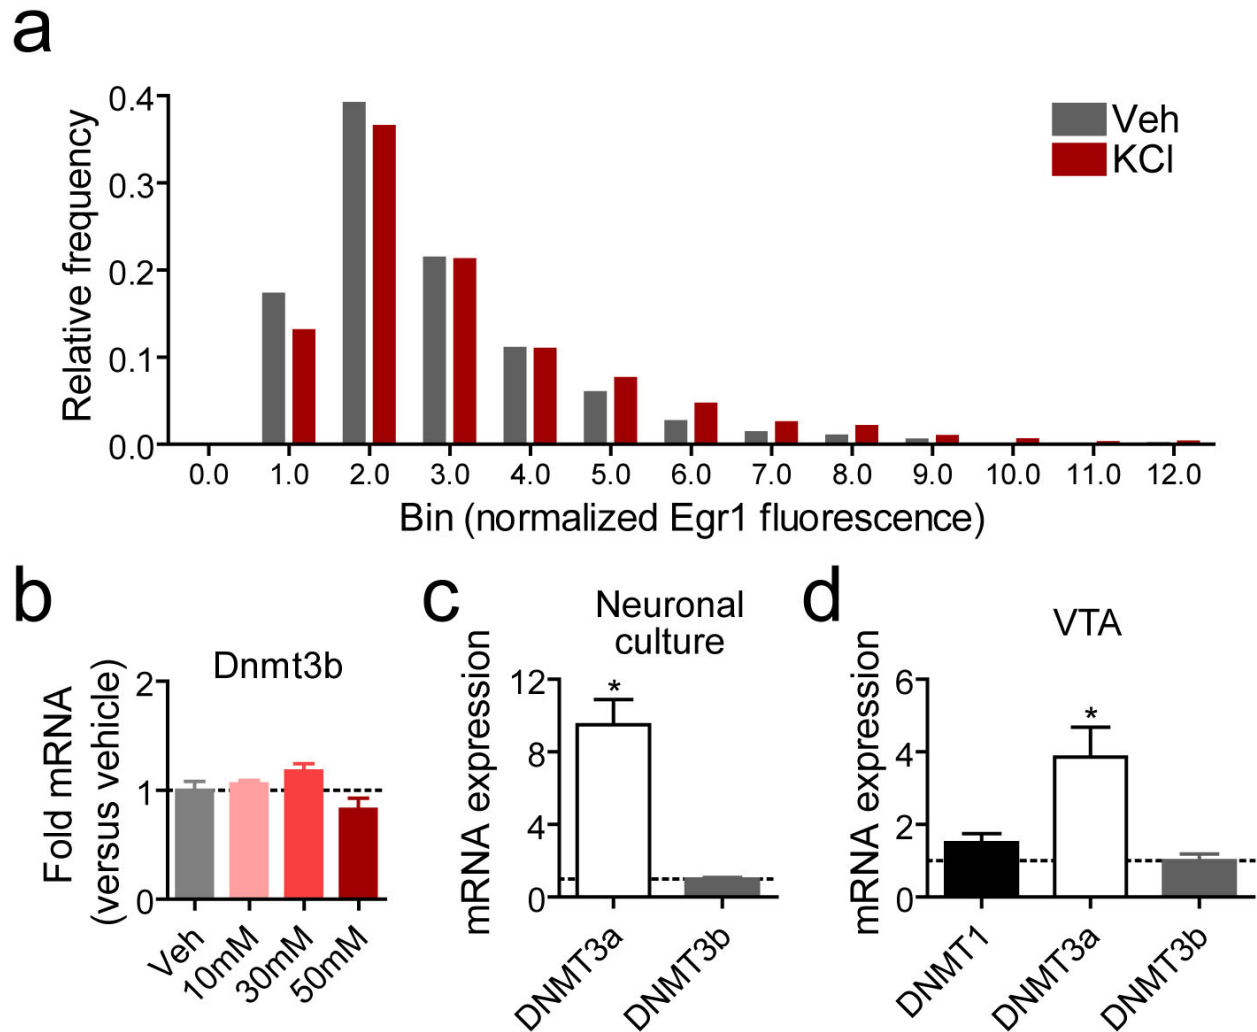 a
Relative frequency
0.4
0.3
0.2
0.1
0.0
Veh
KCl
0.0 1.0 2.0 3.0 4.0 5.0 6.0 7.0 8.0 9.0 10.0 11.0 12.0
Bin (normalized Egr1 fluorescence)
b
Dnmt3b
Fold mRNA
(versus vehicle)
2
1
0
Veh
10mM
30mM
50mM
c
Neuronal
culture
mRNA expression
12
8
4
0
*
DNMT3a
DNMT3b
d
VTA
mRNA expression
6
4
2
0
*
DNMT1
DNMT3a
DNMT3b